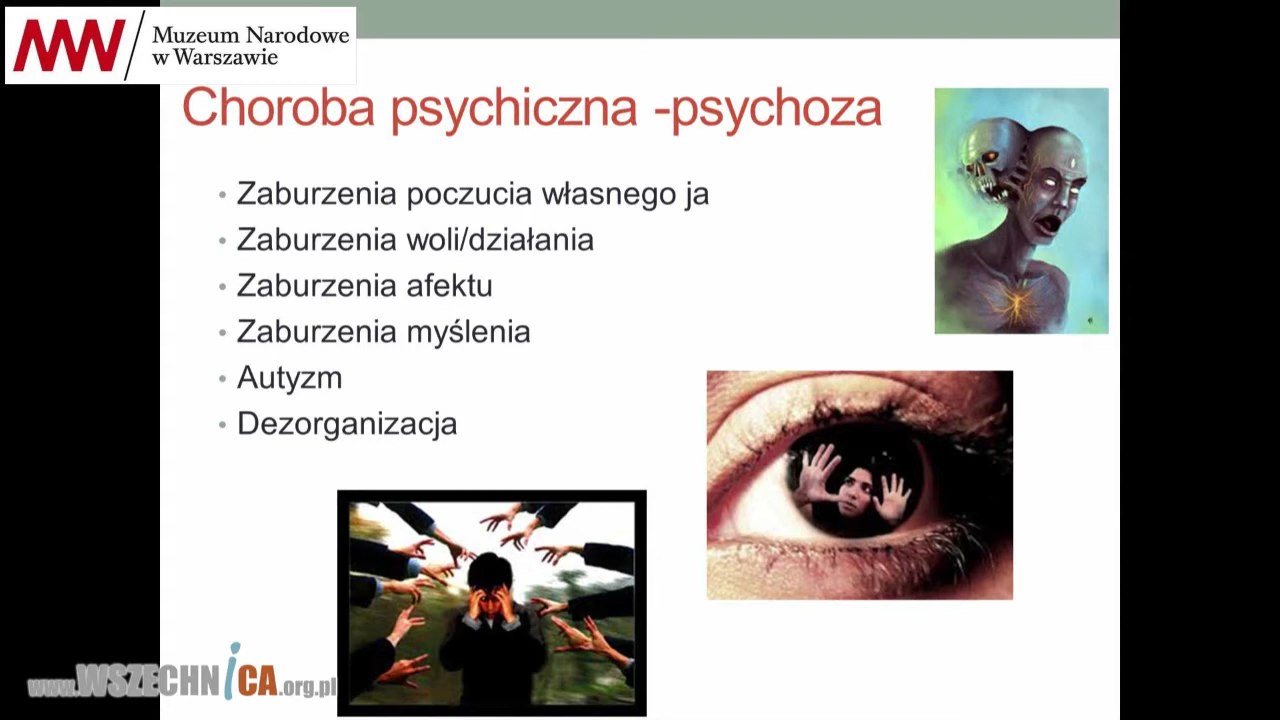 Muzeum Narodowe
w Warszawie
Choroba psychiczna -psychoza
Zaburzenia poczucia własnego ja
Zaburzenia woli/działania
Zaburzenia afektu
Zaburzenia myślenia
Autyzm
Dezorganizacja
www.WSZECHNiCA.org.pl